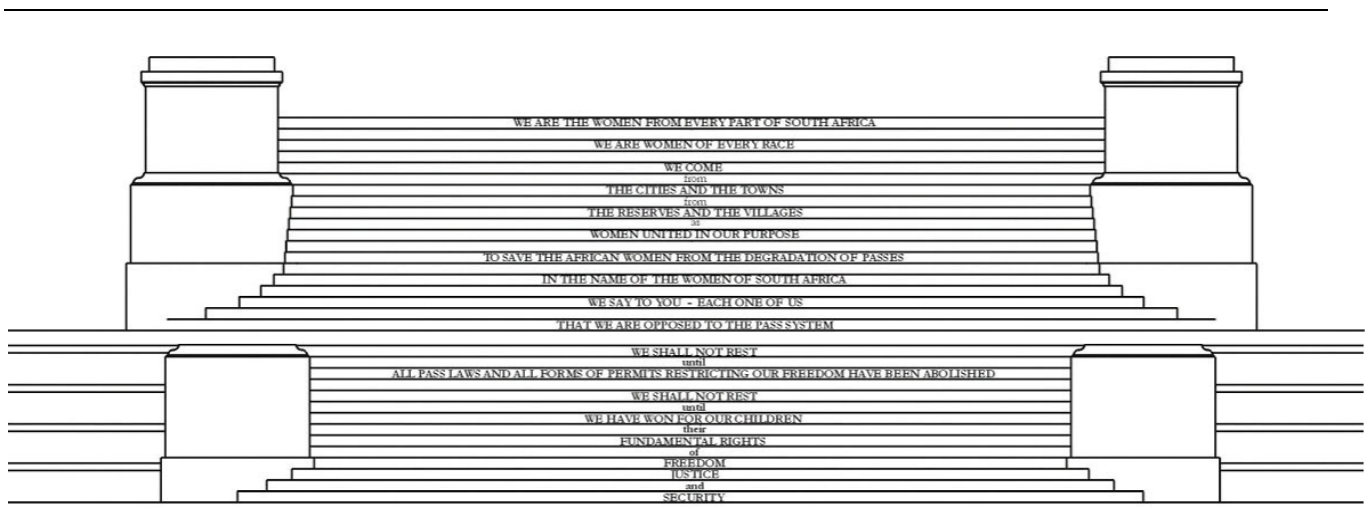 WE ARE THE WOMEN FROM EVERY PART OF SOUTH AFRICA
WE ARE WOMEN OF EVERY RACE
WE COME
from
THE CITIES AND THE TOWNS
from
THE RESERVES AND THE VILLAGES
at
WOMEN UNITED IN OUR PURPOSE
TO SAVE THE AFRICAN WOMEN FROM THE DEGRADATION OF PASSES
IN THE NAME OF THE WOMEN OF SOUTH AFRICA
WE SAY TO YOU - EACH ONE OF US
THAT WE ARE OPPOSED TO THE PASS SYSTEM
WE SHALL NOT REST
until
ALL PASS LAWS AND ALL FORMS OF PERMITS RESTRICTING OUR FREEDOM HAVE BEEN ABOLISHED
WE SHALL NOT REST
until
WE HAVE WON FOR OUR CHILDREN
their
FUNDAMENTAL RIGHTS
of
FREEDOM
JUSTICE
and
SECURITY